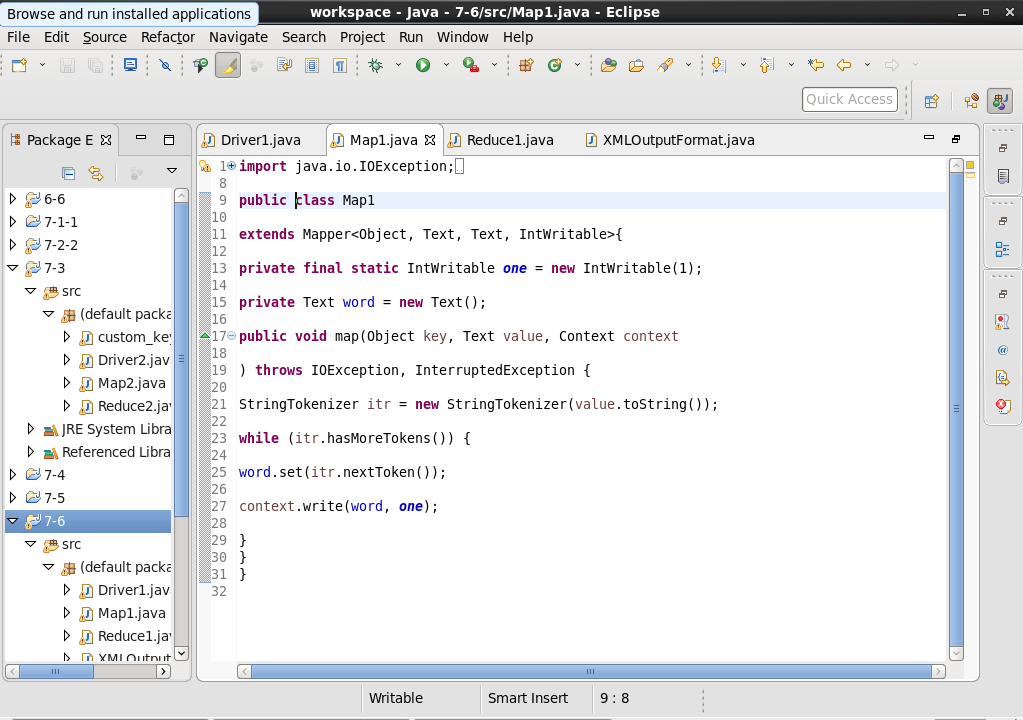 Browse and run installed applications
workspace - Java - 7-6/src/Map1.java - Eclipse
File Edit Source Refactor Navigate Search Project Run Window Help
Quick Access
Package E
Driver1.java Map1.java Reduce1.java XMLOutputFormat.java
6-6
7-1-1
7-2-2
7-3
src
(default packa
custom_key
Driver2.jav
Map2.java
Reduce2.ja
JRE System Libra
Referenced Libra
7-4
7-5
7-6
src
(default packa
Driver1.jav
Map1.java
Reduce1.ja
XMLOutput
1 import java.io.IOException;
8
9 public class Map1
10
11 extends Mapper<Object, Text, Text, IntWritable>{
12
13 private final static IntWritable one = new IntWritable(1);
14
15 private Text word = new Text();
16
17 public void map(Object key, Text value, Context context
18
19 ) throws IOException, InterruptedException {
20
21 StringTokenizer itr = new StringTokenizer(value.toString());
22
23 while (itr.hasMoreTokens()) {
24
25 word.set(itr.nextToken());
26
27 context.write(word, one);
28
29 }
30 }
31 }
32
Writable Smart Insert 9 : 8